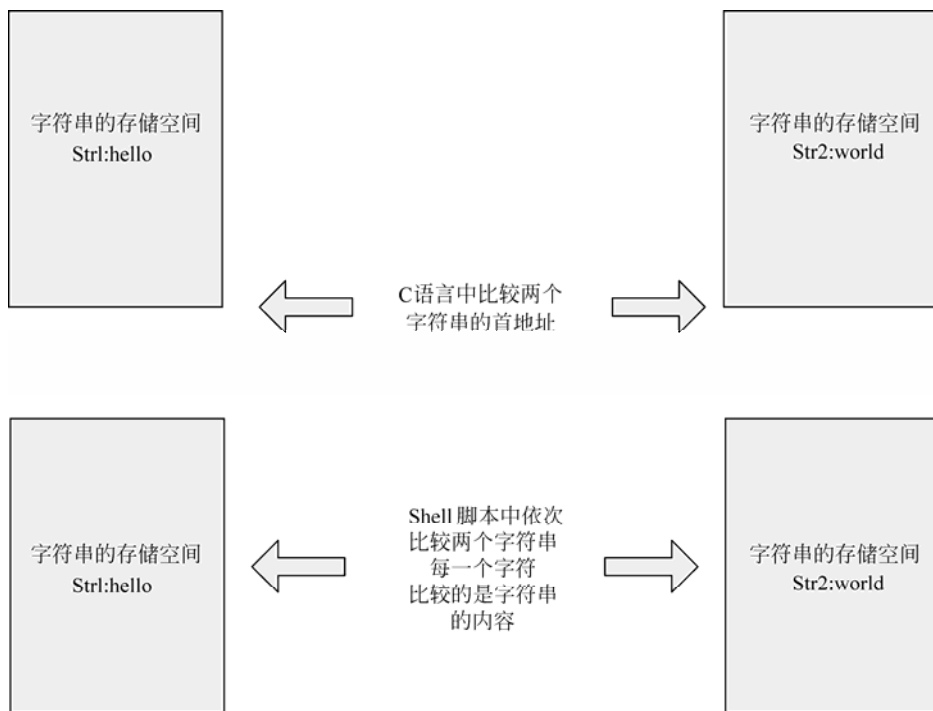 字符串的存储空间
Strl:hello
字符串的存储空间
Str2:world
C语言中比较两个
字符串的首地址
字符串的存储空间
Strl:hello
Shell 脚本中依次
比较两个字符串
每一个字符
比较的是字符串
的内容
字符串的存储空间
Str2:world